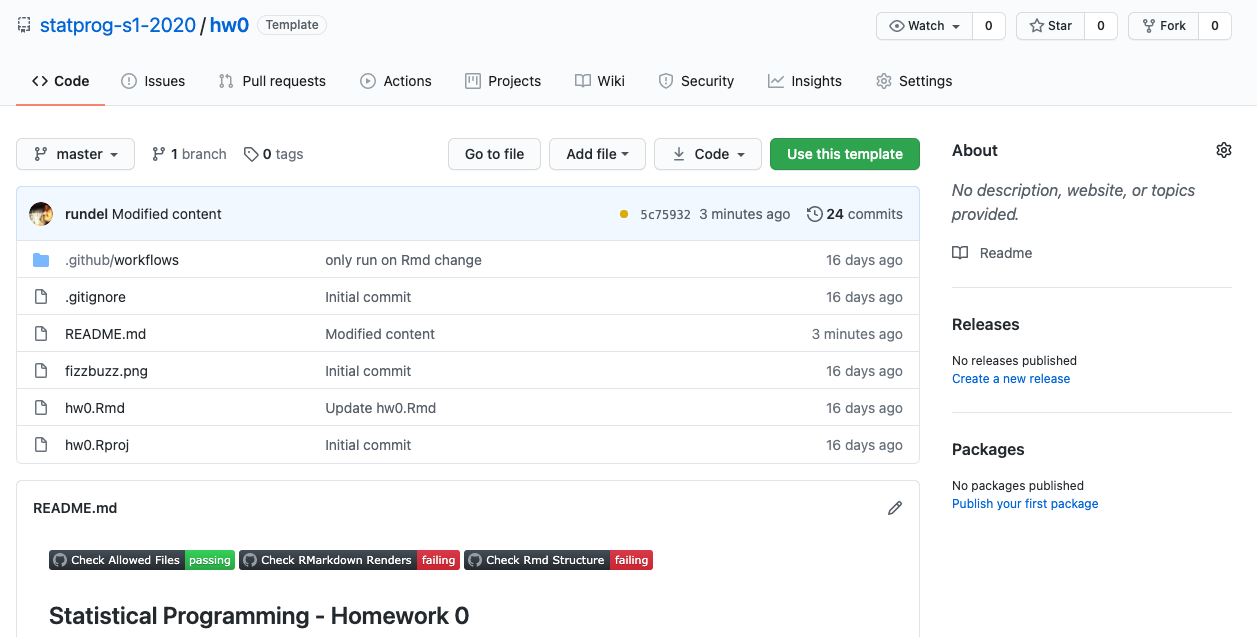 statprog-s1-2020 / hw0 Template Watch 0 Star 0 Fork 0
Code Issues Pull requests Actions Projects Wiki Security Insights Settings
master 1 branch 0 tags Go to file Add file Code Use this template
rundel Modified content 5c75932 3 minutes ago 24 commits
.github/workflows only run on Rmd change 16 days ago
.gitignore Initial commit 16 days ago
README.md Modified content 3 minutes ago
fizzbuzz.png Initial commit 16 days ago
hw0.Rmd Update hw0.Rmd 16 days ago
hw0.Rproj Initial commit 16 days ago
README.md
Check Allowed Files passing Check RMarkdown Renders failing Check Rmd Structure failing
Statistical Programming - Homework 0
About
No description, website, or topics
provided.
Readme
Releases
No releases published
Create a new release
Packages
No packages published
Publish your first package